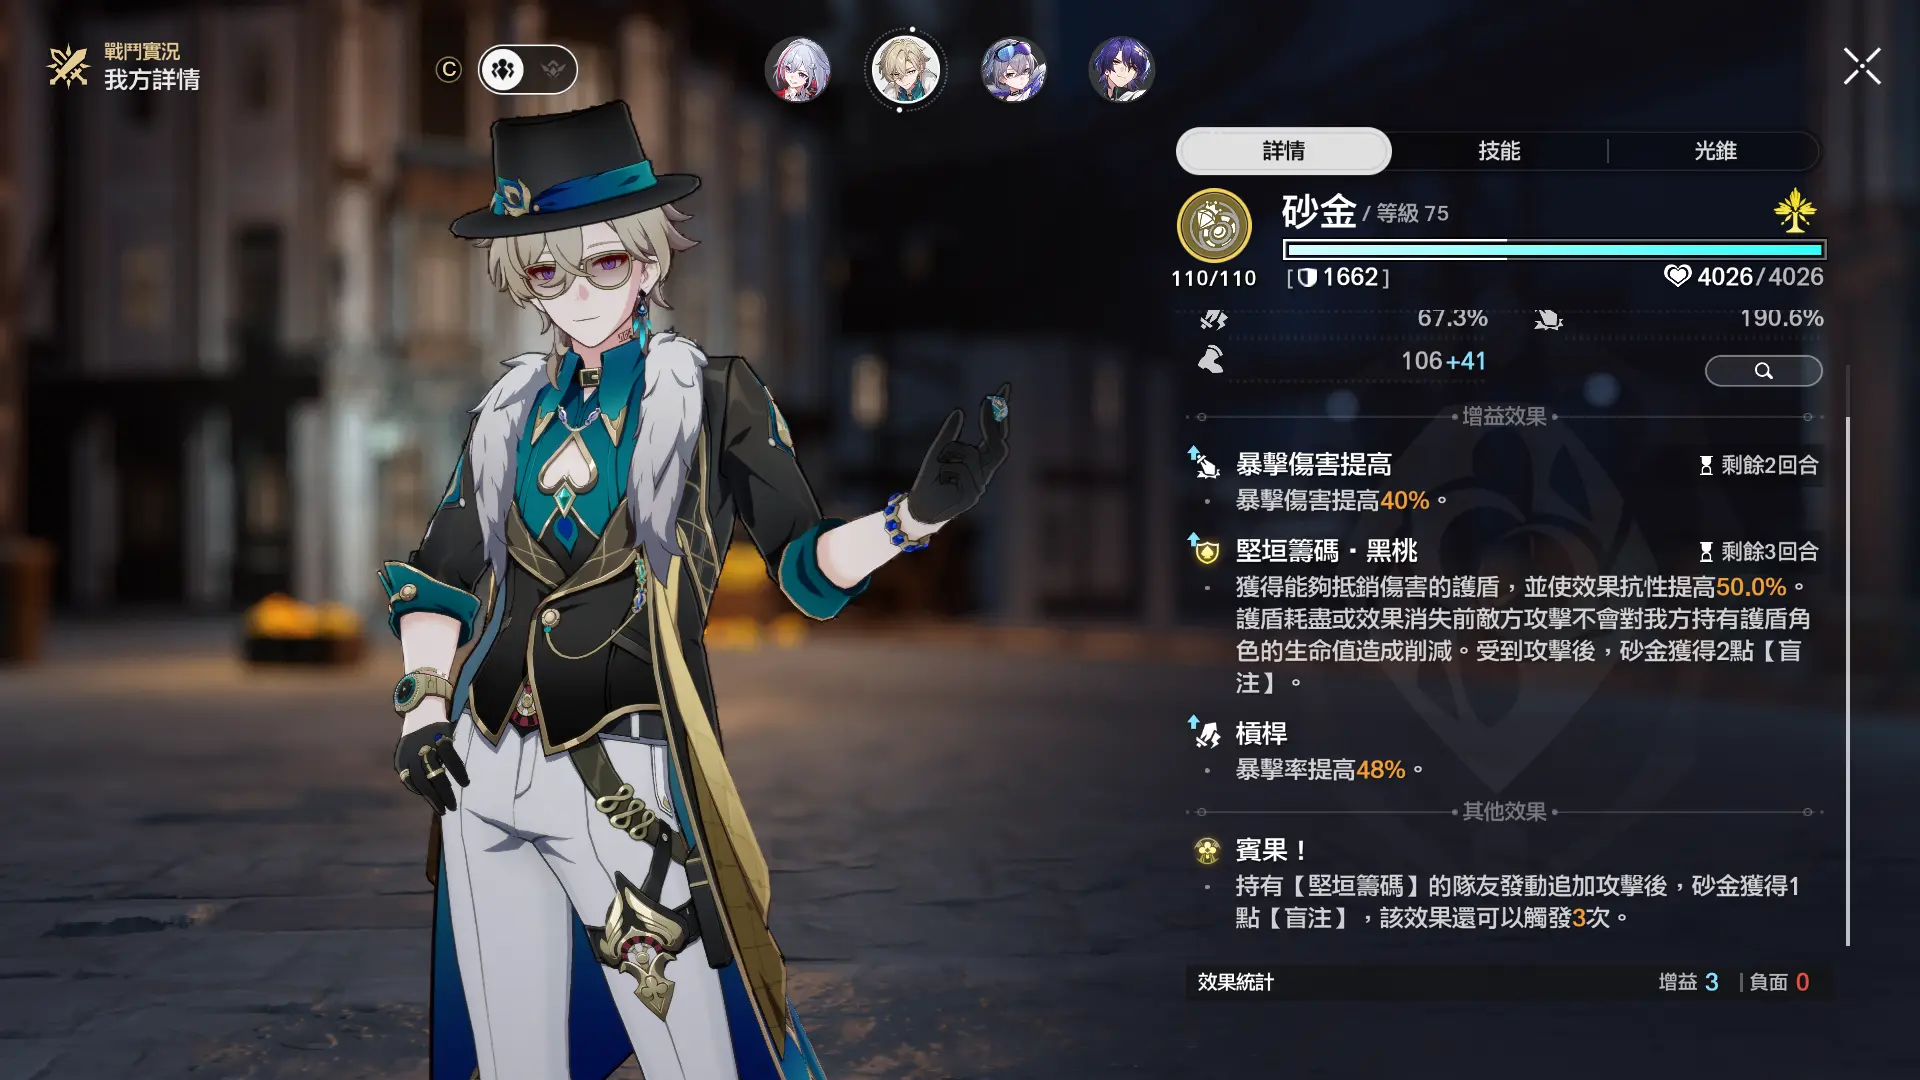 戰鬥實況
我方詳情
C
詳情
技能
光錐
砂金 / 等級 75
110/110
[ 1662 ]
4026/4026
67.3%
190.6%
106+41
增益效果
暴擊傷害提高
剩餘2回合
暴擊傷害提高40%。
堅垣籌碼·黑桃
剩餘3回合
獲得能夠抵銷傷害的護盾，並使效果抗性提高50.0%。
護盾耗盡或效果消失前敵方攻擊不會對我方持有護盾角
色的生命值造成削減。受到攻擊後，砂金獲得2點【盲
注】。
槓桿
暴擊率提高48%。
其他效果
賓果！
持有【堅垣籌碼】的隊友發動追加攻擊後，砂金獲得1
點【盲注】，該效果還可以觸發3次。
效果統計
增益 3 | 負面 0